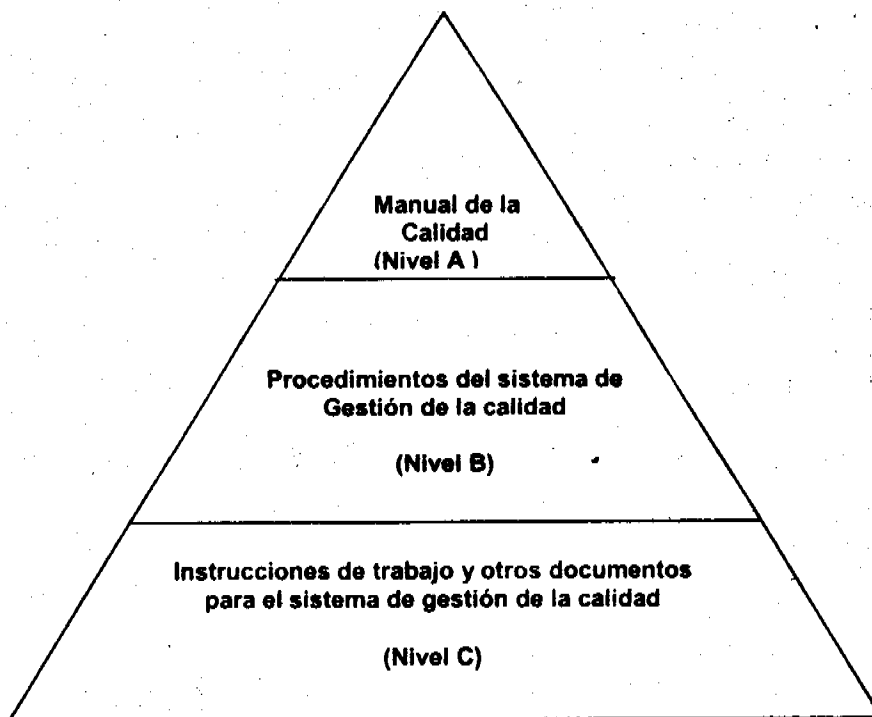 Manual de la
Calidad
(Nivel A)
Procedimientos del sistema de
Gestión de la calidad
(Nivel B)
Instrucciones de trabajo y otros documentos
para el sistema de gestión de la calidad
(Nivel C)